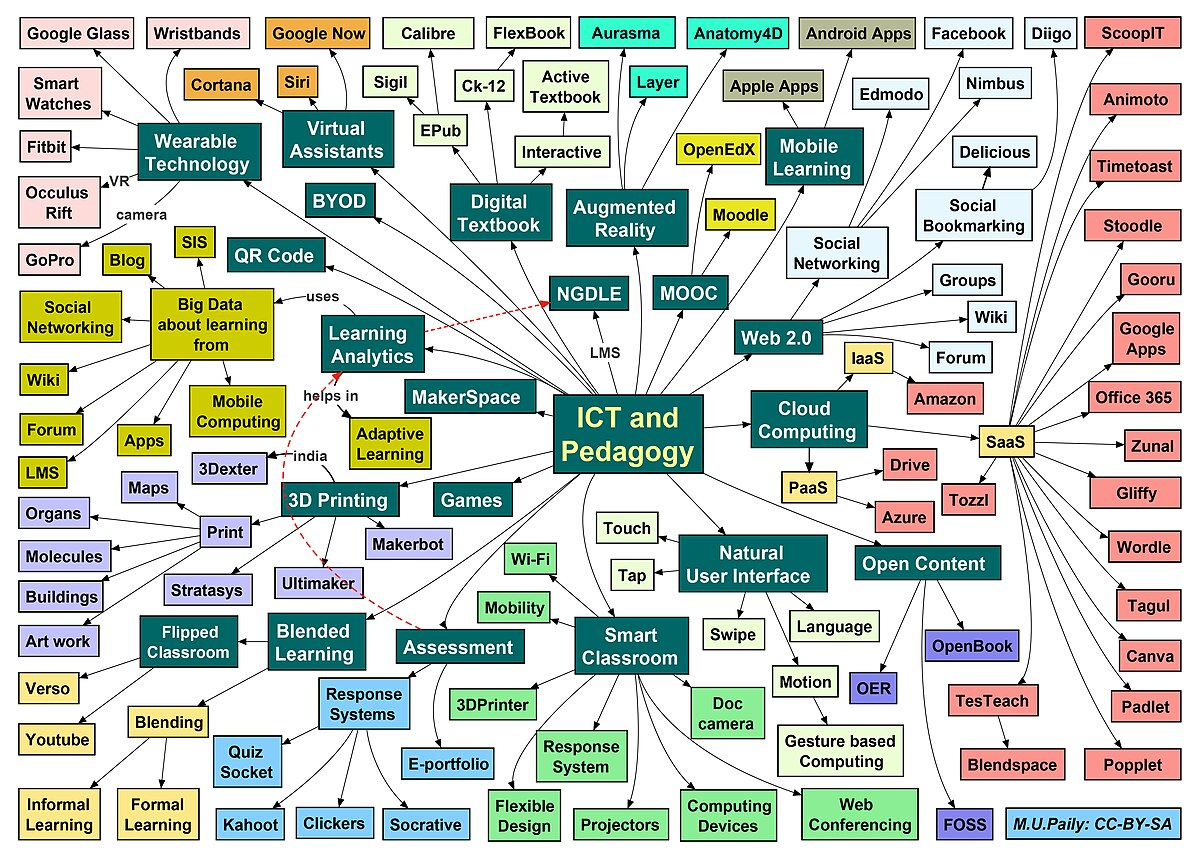 Google Glass
Wristbands
Google Now
Calibre
FlexBook
Aurasma
Anatomy4D
Android Apps
Facebook
Diigo
ScoopIT
Smart
Watches
Cortana
Siri
Sigil
Ck-12
Active
Textbook
Layer
Apple Apps
Edmodo
Nimbus
Animoto
Fitbit
Wearable
Technology
Virtual
Assistants
EPub
Interactive
OpenEdX
Mobile
Learning
Delicious
Timetoast
VR
Occulus
Rift
camera
BYOD
Digital
Textbook
Augmented
Reality
Moodle
Social
Bookmarking
Stoodle
GoPro
Blog
SIS
QR Code
Social
Networking
NGDLE
MOOC
Groups
Gooru
Social
Networking
Big Data
about learning
from
uses
Learning
Analytics
LMS
Web 2.0
Wiki
Forum
Google
Apps
Wiki
Mobile
Computing
helps in
MakerSpace
ICT and
Pedagogy
IaaS
Amazon
Cloud
Computing
Office 365
Forum
Apps
Adaptive
Learning
SaaS
Zunal
LMS
3Dexter
india
Maps
3D Printing
Games
PaaS
Drive
Azure
Tozzl
Gliffy
Organs
Print
Makerbot
Touch
Natural
User Interface
Open Content
Wordle
Molecules
Wi-Fi
Tap
Buildings
Stratasys
Ultimaker
Mobility
Swipe
Language
Tagul
Art work
Flipped
Classroom
Blended
Learning
Assessment
Smart
Classroom
OpenBook
Canva
Verso
Response
Systems
3DPrinter
Doc
camera
Motion
OER
TesTeach
Padlet
Youtube
Blending
Quiz
Socket
E-portfolio
Response
System
Gesture based
Computing
Blendspace
Popplet
Informal
Learning
Formal
Learning
Kahoot
Clickers
Socrative
Flexible
Design
Projectors
Computing
Devices
Web
Conferencing
FOSS
M.U.Paily: CC-BY-SA